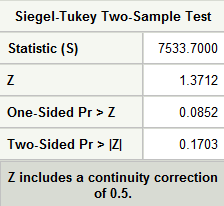 Siegel-Tukey Two-Sample Test
Statistic (S) 7533.7000
Z 1.3712
One-Sided Pr > Z 0.0852
Two-Sided Pr > |Z| 0.1703
Z includes a continuity correction
of 0.5.